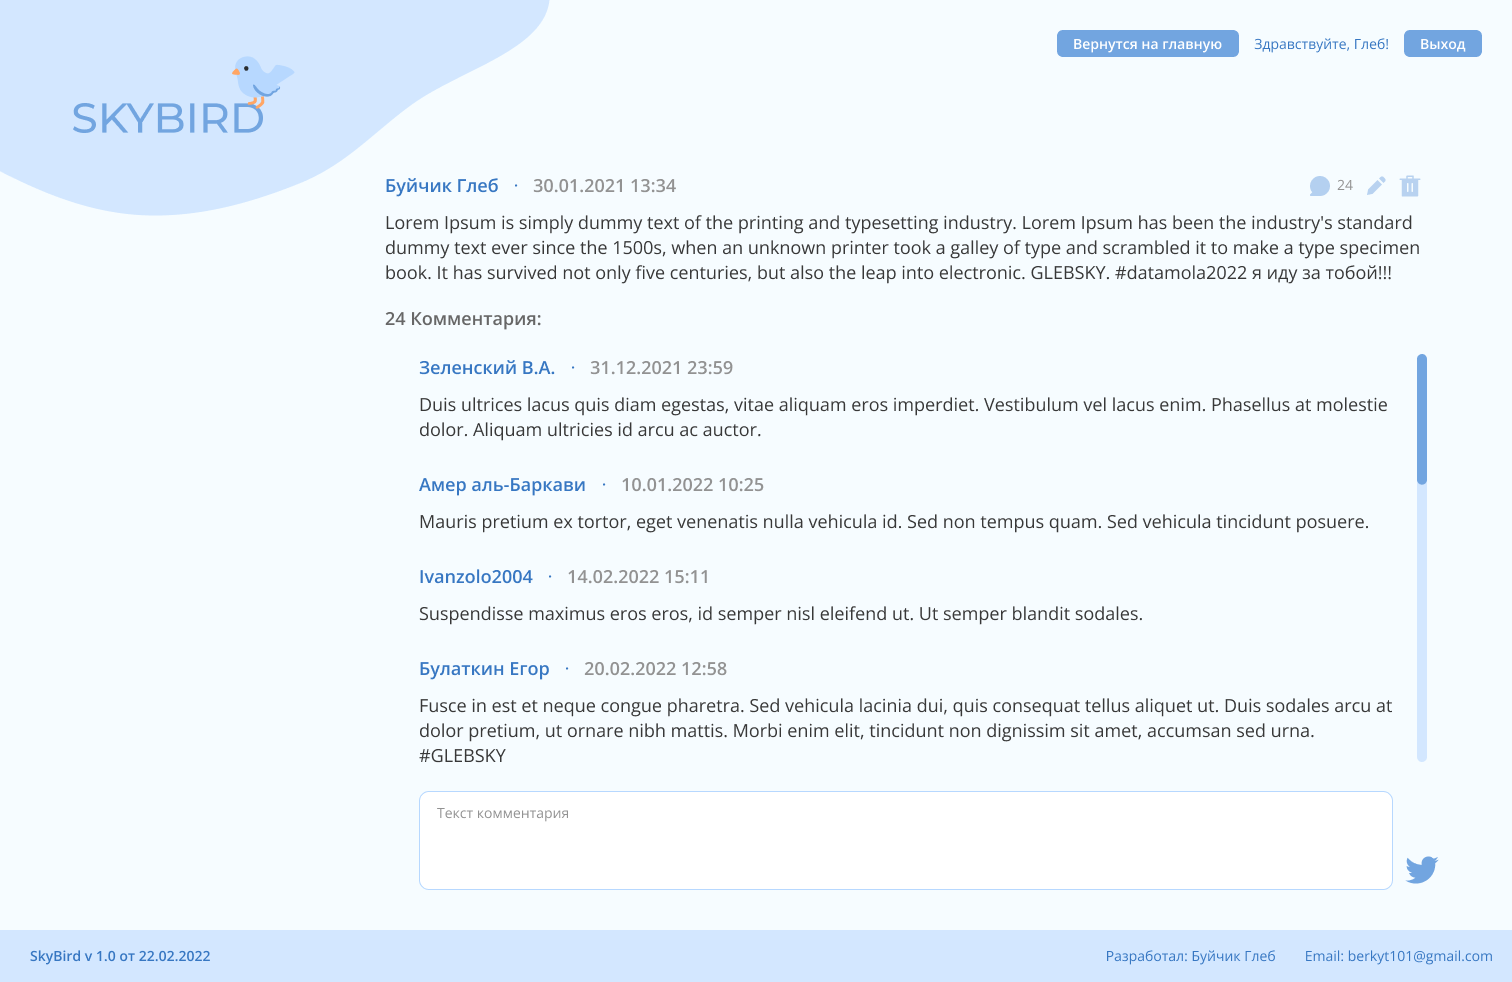 SKYBIRD
Вернутся на главную
Здравствуйте, Глеб!
Выход
Буйчик Глеб · 30.01.2021 13:34
24
Lorem Ipsum is simply dummy text of the printing and typesetting industry. Lorem Ipsum has been the industry's standard
dummy text ever since the 1500s, when an unknown printer took a galley of type and scrambled it to make a type specimen
book. It has survived not only five centuries, but also the leap into electronic. GLEBSKY. #datamola2022 я иду за тобой!!!
24 Комментария:
Зеленский В.А. · 31.12.2021 23:59
Duis ultrices lacus quis diam egestas, vitae aliquam eros imperdiet. Vestibulum vel lacus enim. Phasellus at molestie
dolor. Aliquam ultricies id arcu ac auctor.
Амер аль-Баркави · 10.01.2022 10:25
Mauris pretium ex tortor, eget venenatis nulla vehicula id. Sed non tempus quam. Sed vehicula tincidunt posuere.
Ivanzolo2004 · 14.02.2022 15:11
Suspendisse maximus eros eros, id semper nisl eleifend ut. Ut semper blandit sodales.
Булаткин Егор · 20.02.2022 12:58
Fusce in est et neque congue pharetra. Sed vehicula lacinia dui, quis consequat tellus aliquet ut. Duis sodales arcu at
dolor pretium, ut ornare nibh mattis. Morbi enim elit, tincidunt non dignissim sit amet, accumsan sed urna.
#GLEBSKY
Текст комментария
SkyBird v 1.0 от 22.02.2022
Разработал: Буйчик Глеб
Email: berkyt101@gmail.com